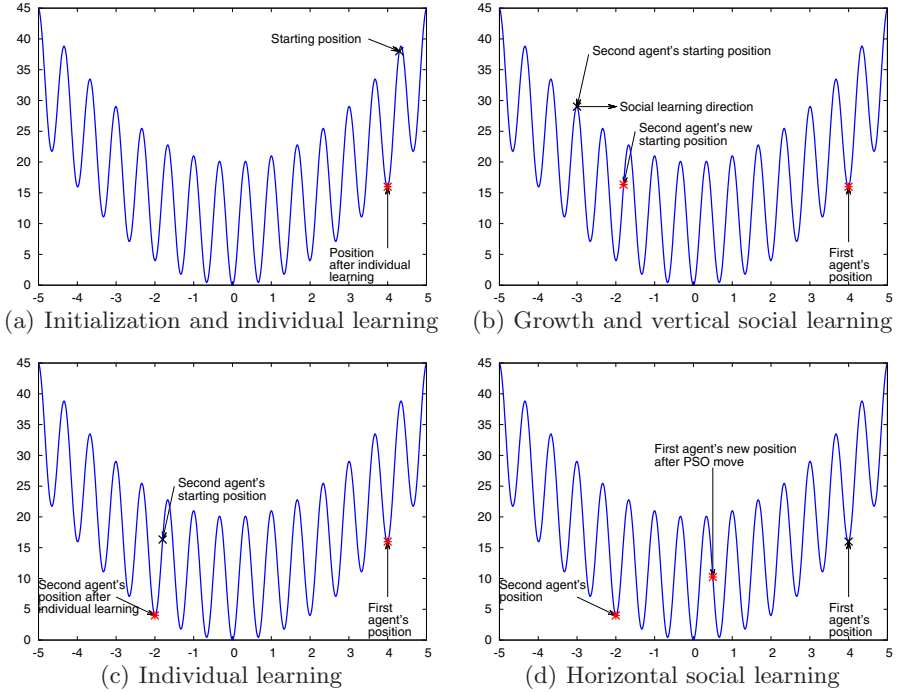 45
40
35
30
25
20
15
10
5
0
-5 -4 -3 -2 -1 0 1 2 3 4 5
Starting position
Position
after individual
learning
(a) Initialization and individual learning
45
40
35
30
25
20
15
10
5
0
-5 -4 -3 -2 -1 0 1 2 3 4 5
Second agent's starting position
Social learning direction
Second agent's new
starting position
First
agent's
position
(b) Growth and vertical social learning
45
40
35
30
25
20
15
10
5
0
-5 -4 -3 -2 -1 0 1 2 3 4 5
Second agent's
starting position
Second agent's
position after
individual learning
First
agent's
position
(c) Individual learning
45
40
35
30
25
20
15
10
5
0
-5 -4 -3 -2 -1 0 1 2 3 4 5
First agent's new position
after PSO move
Second agent's
position
First
agent's
position
(d) Horizontal social learning